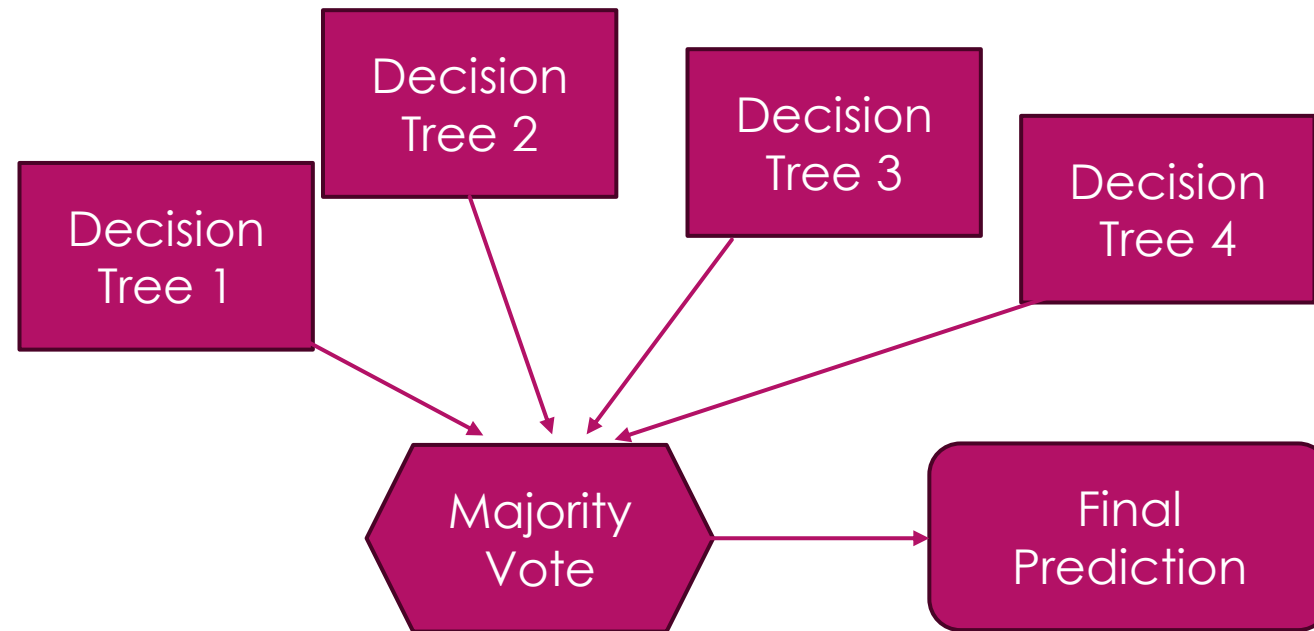 Decision
Tree 1
Decision
Tree 2
Decision
Tree 3
Decision
Tree 4
Majority
Vote
Final
Prediction